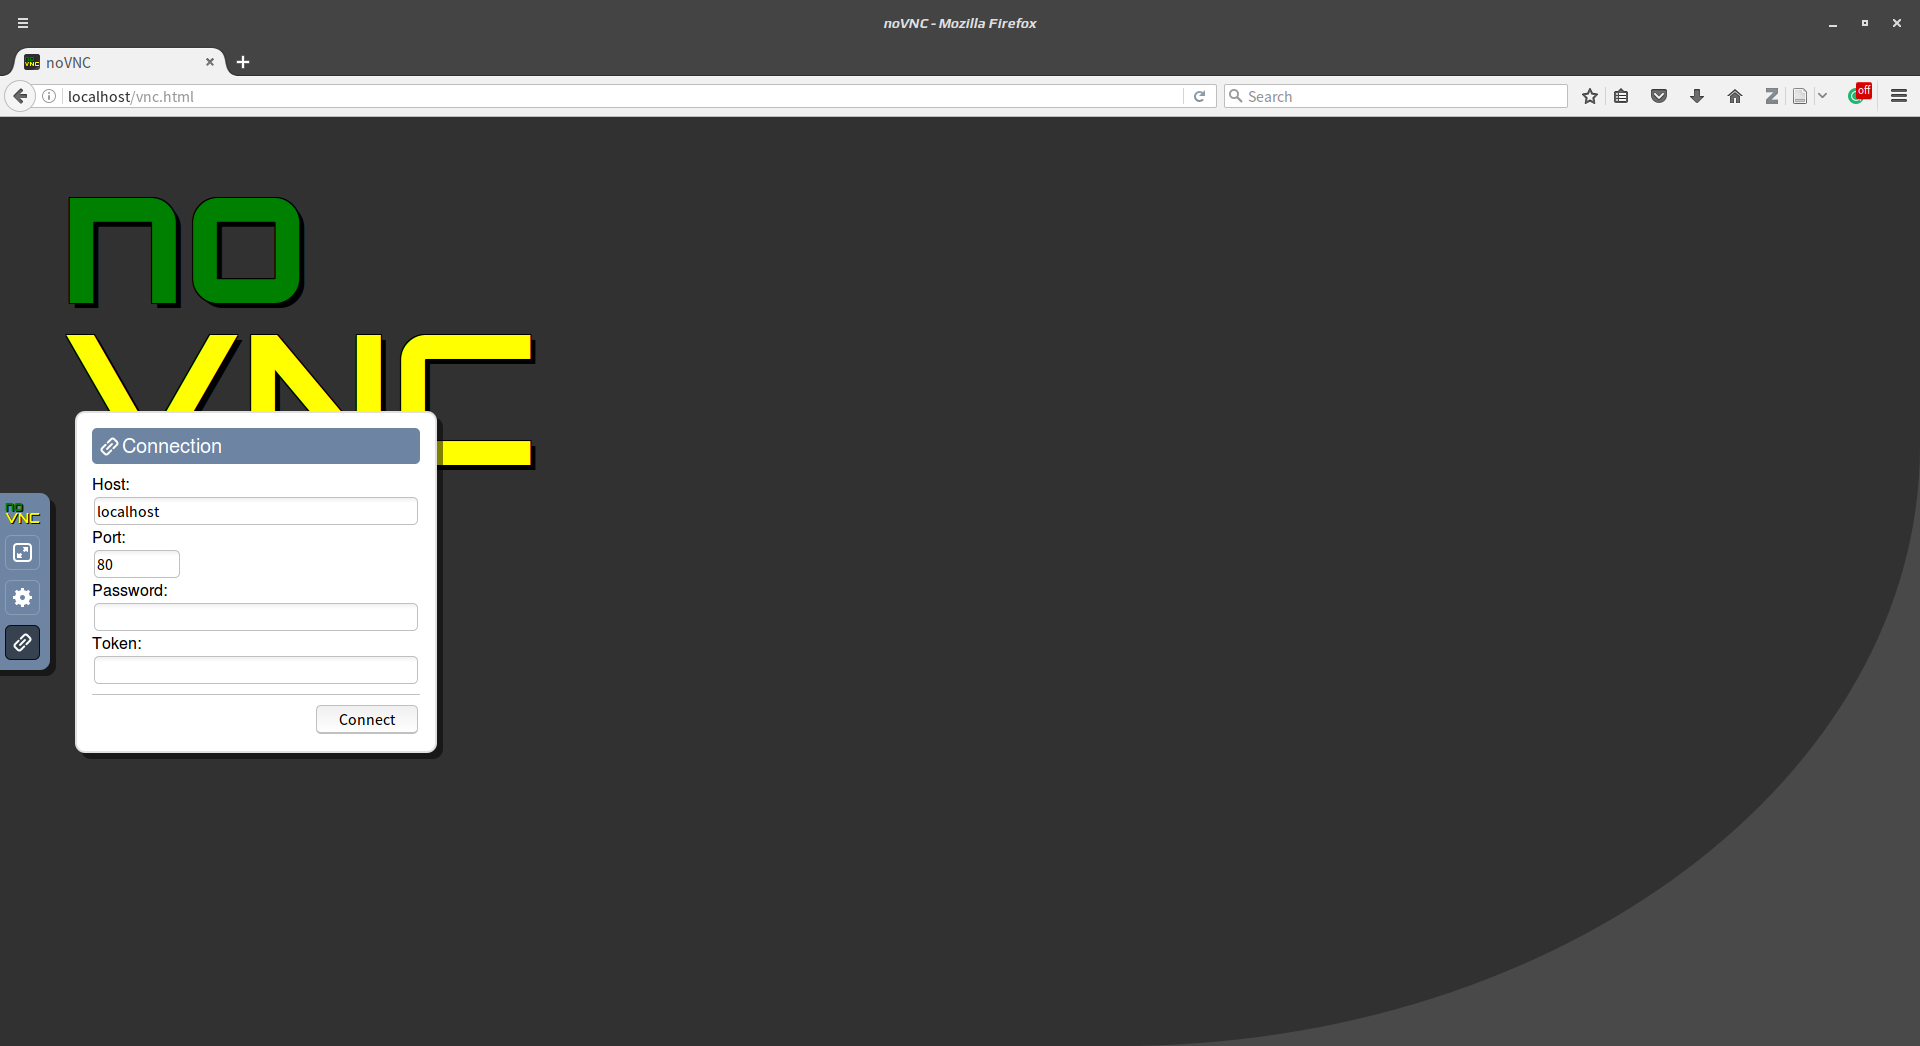 noVNC - Mozilla Firefox
noVNC
localhost/vnc.html
Search
off
no
VNC
Connection
Host:
localhost
Port:
80
Password:
Token:
Connect
no
VNC